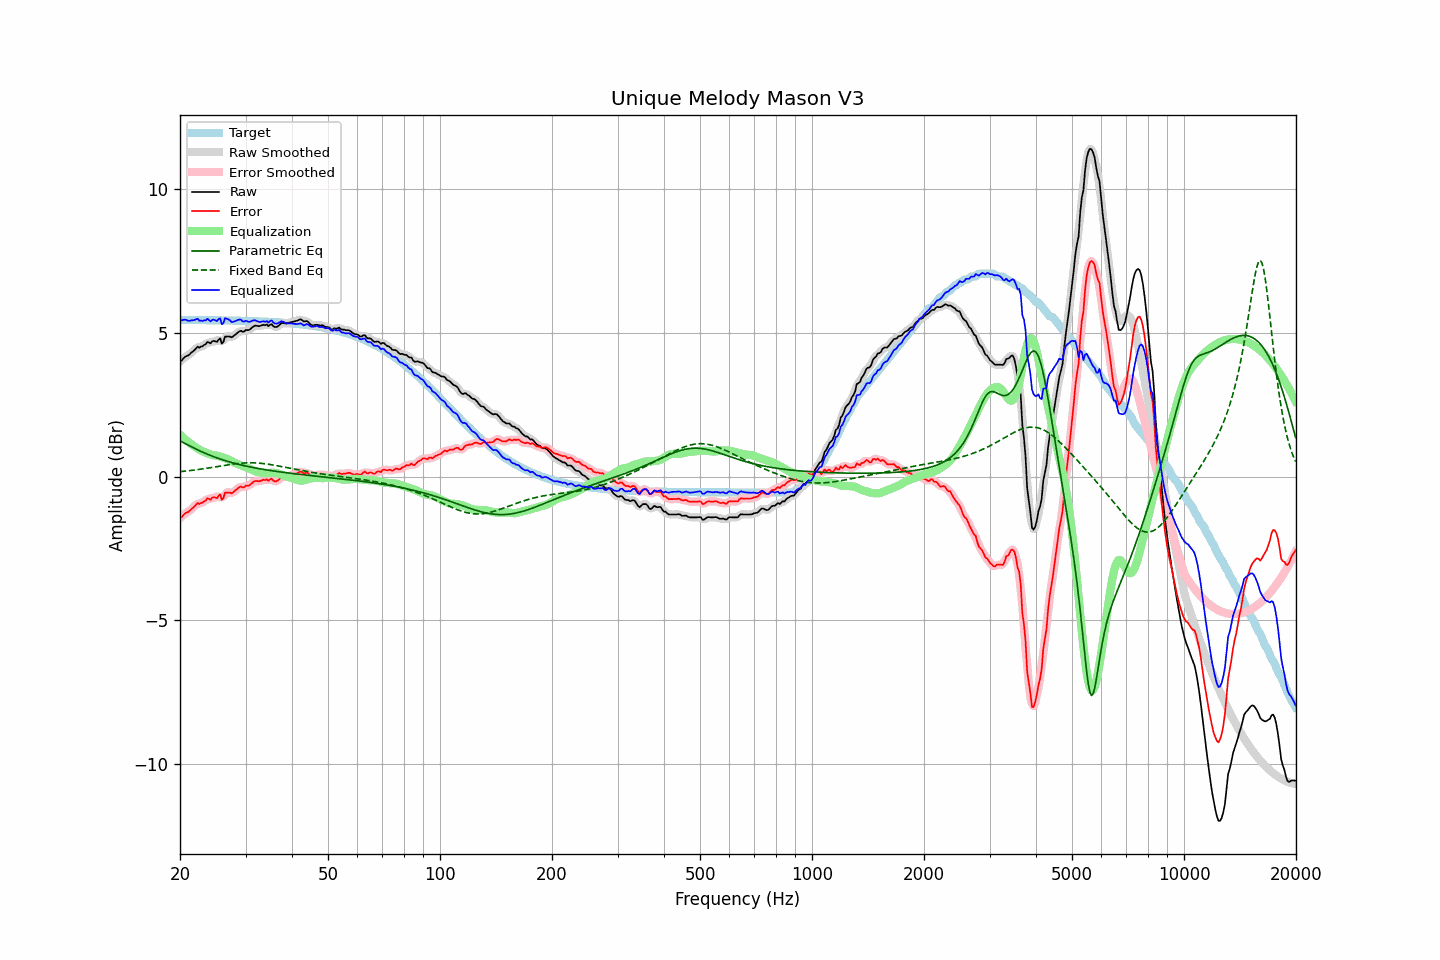 Unique Melody Mason V3
Target
Raw Smoothed
Error Smoothed
Raw
Error
Equalization
Parametric Eq
Fixed Band Eq
Equalized
Amplitude (dBr)
10
5
0
−5
−10
20 50 100 200 500 1000 2000 5000 10000 20000
Frequency (Hz)